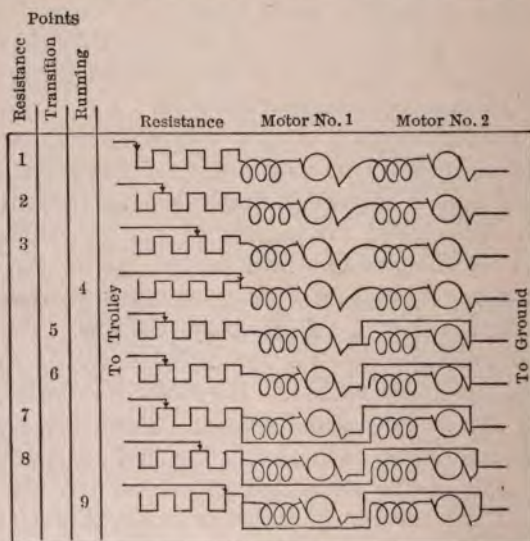 Points
Resistance
Transition
Running
Resistance Motor No. 1 Motor No. 2
1
2
3
4
5
6
7
8
9
To Trolley
To Ground